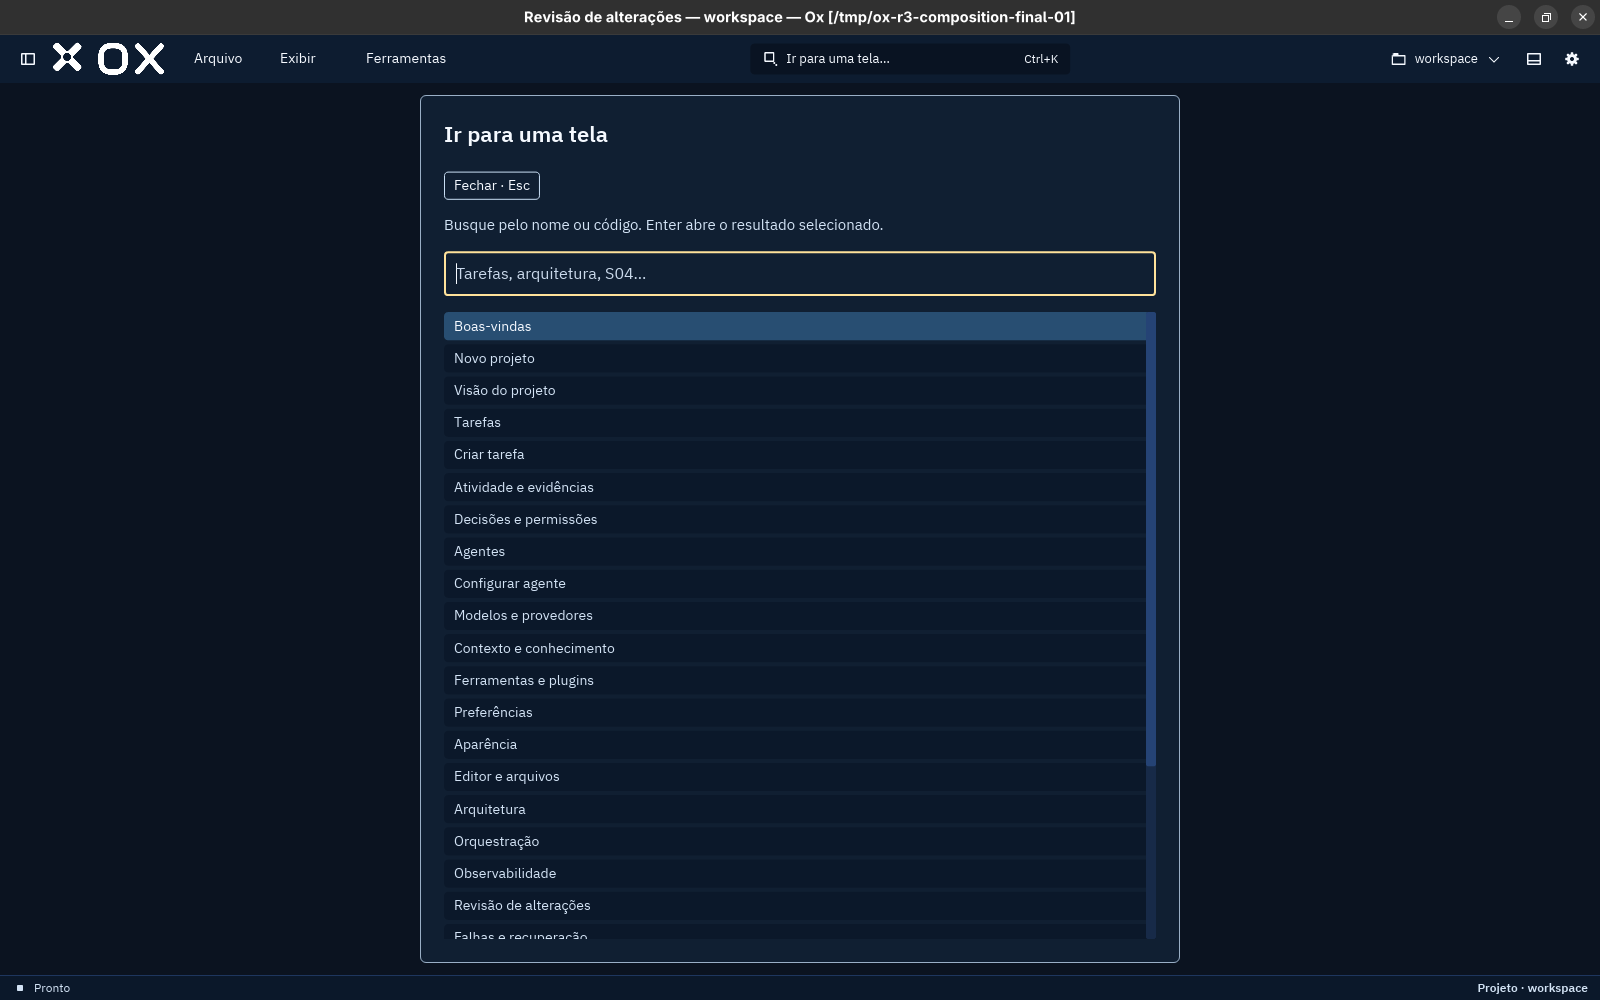 Revisão de alterações — workspace — Ox [/tmp/ox-r3-composition-final-01]
OX Arquivo Exibir Ferramentas Ir para uma tela... Ctrl+K workspace
Ir para uma tela
Fechar · Esc
Busque pelo nome ou código. Enter abre o resultado selecionado.
Tarefas, arquitetura, S04...
Boas-vindas
Novo projeto
Visão do projeto
Tarefas
Criar tarefa
Atividade e evidências
Decisões e permissões
Agentes
Configurar agente
Modelos e provedores
Contexto e conhecimento
Ferramentas e plugins
Preferências
Aparência
Editor e arquivos
Arquitetura
Orquestração
Observabilidade
Revisão de alterações
Falhas e recuperação
Pronto Projeto · workspace